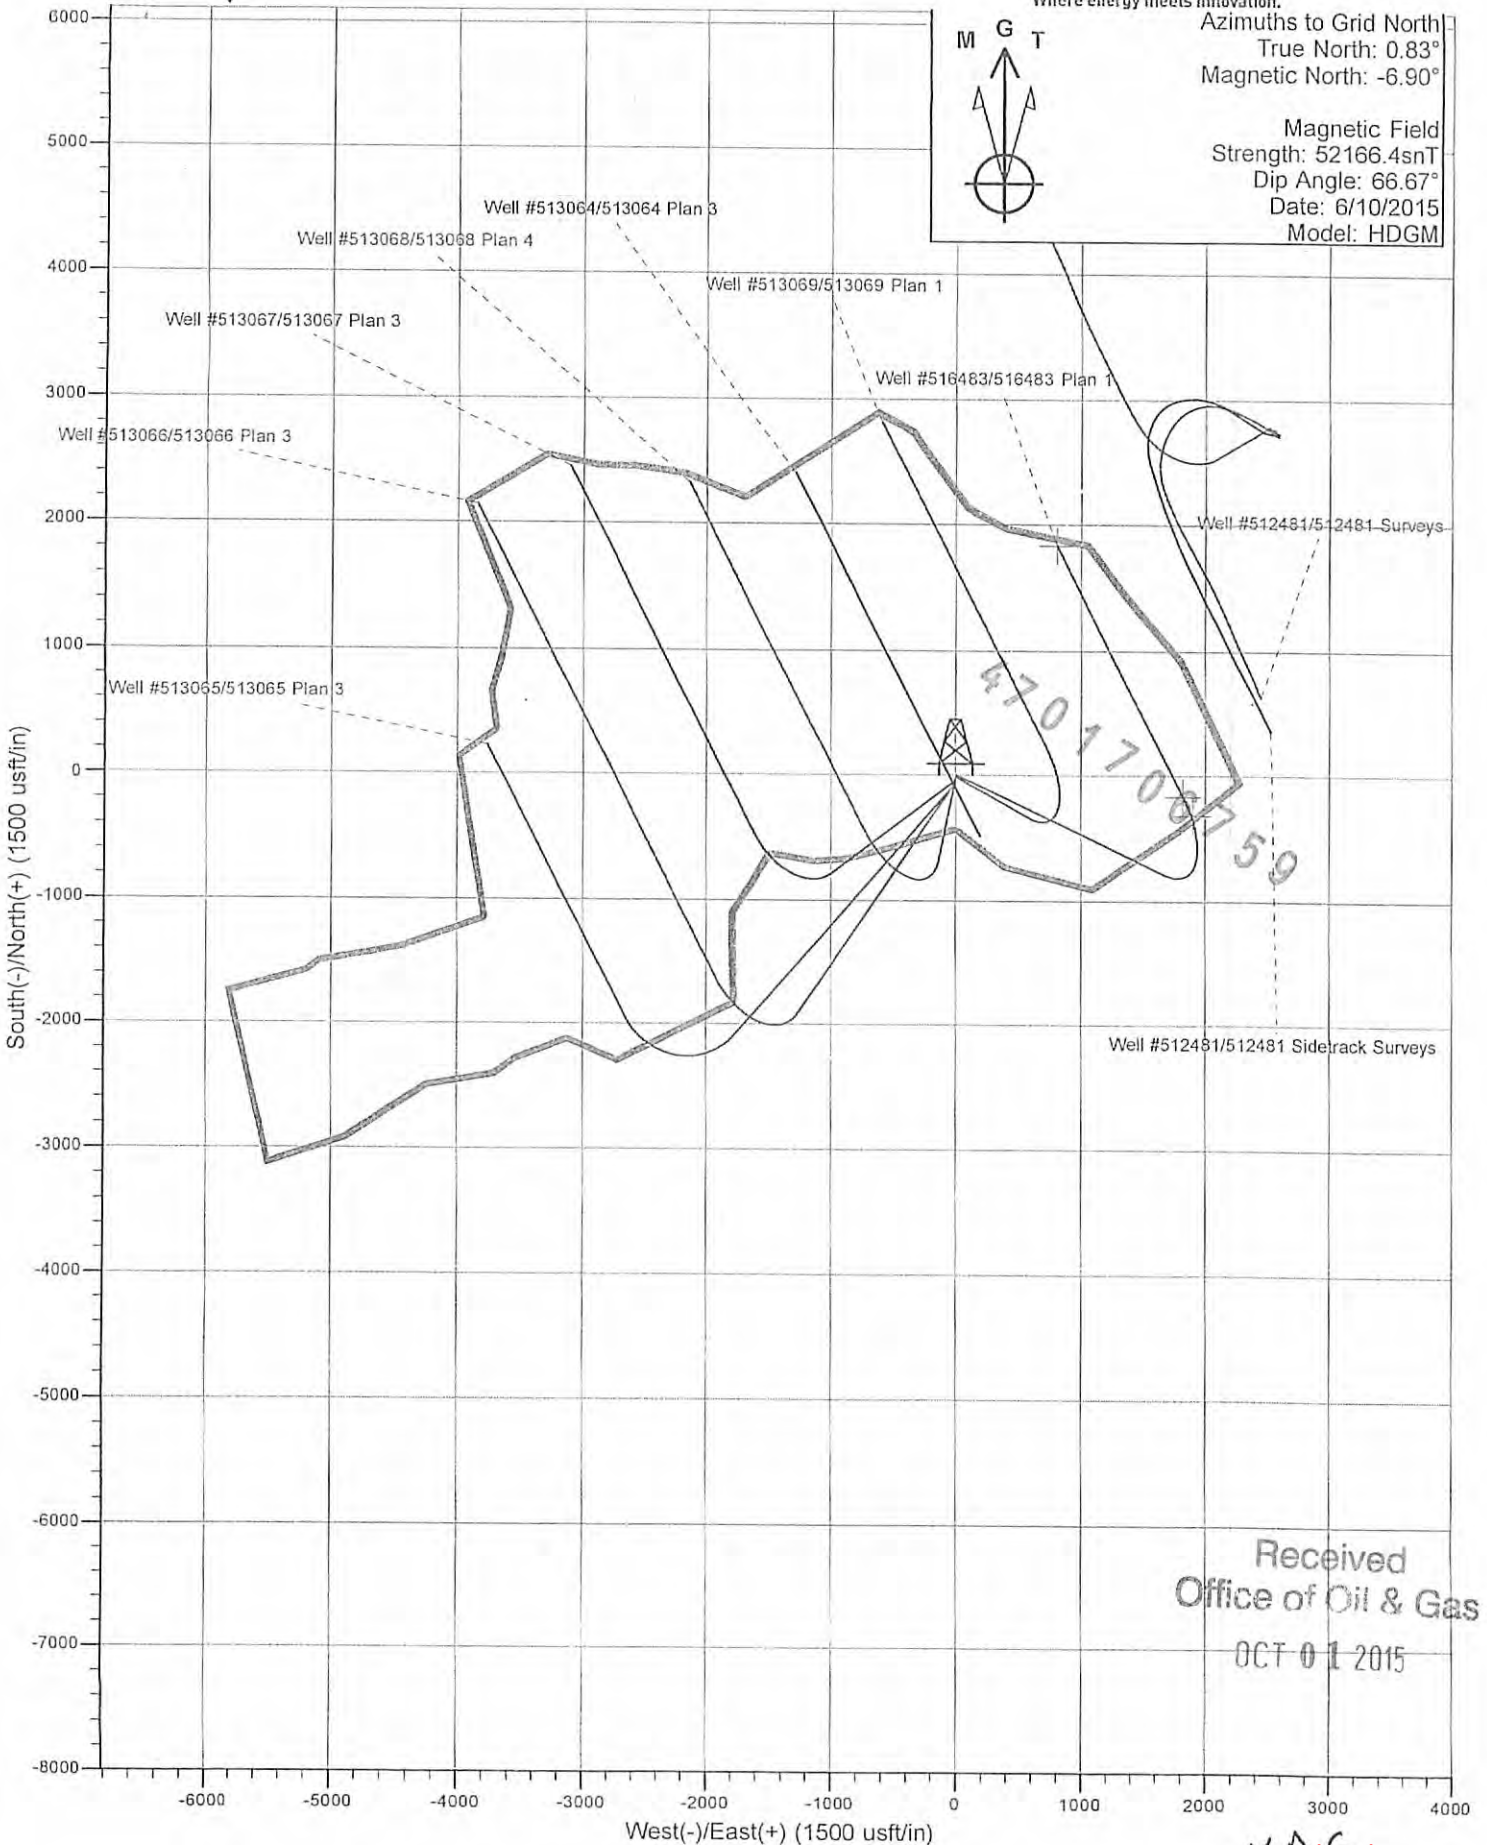 Where energy meets innovation.
M G T
Azimuths to Grid North
True North: 0.83°
Magnetic North: -6.90°
Magnetic Field
Strength: 52166.4snT
Dip Angle: 66.67°
Date: 6/10/2015
Model: HDGM
6000
5000
4000
3000
2000
1000
0
-1000
-2000
-3000
-4000
-5000
-6000
-7000
-8000
South(-)/North(+) (1500 usft/in)
Well #513064/513064 Plan 3
Well #513068/513068 Plan 4
Well #513069/513069 Plan 1
Well #513067/513067 Plan 3
Well #516483/516483 Plan 1
Well #513066/513066 Plan 3
Well #512481/512481 Surveys
Well #513065/513065 Plan 3
4701706759
Well #512481/512481 Sidetrack Surveys
Received
Office of Oil & Gas
OCT 01 2015
-6000 -5000 -4000 -3000 -2000 -1000 0 1000 2000 3000 4000
West(-)/East(+) (1500 usft/in)